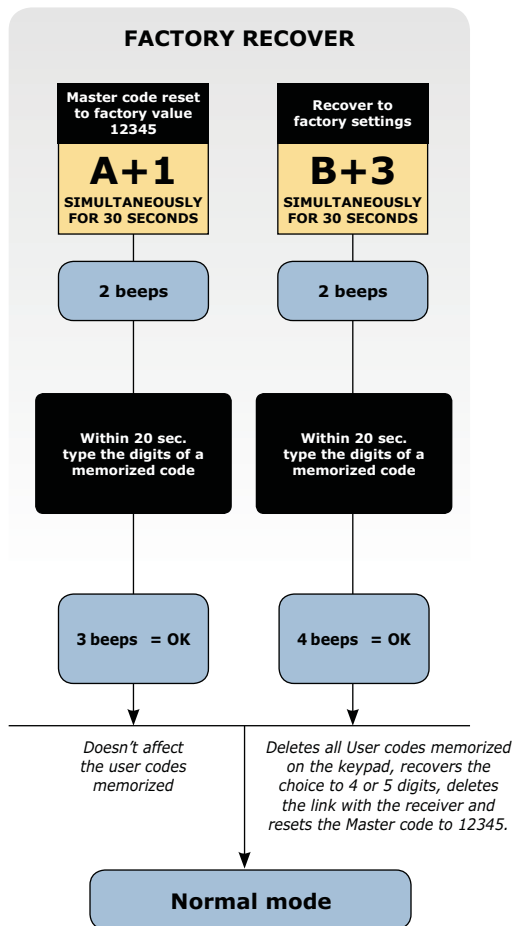 FACTORY RECOVER
Master code reset
to factory value
12345
A+1
SIMULTANEOUSLY
FOR 30 SECONDS
2 beeps
Within 20 sec.
type the digits of a
memorized code
3 beeps = OK
Doesn't affect
the user codes
memorized
Recover to
factory settings
B+3
SIMULTANEOUSLY
FOR 30 SECONDS
2 beeps
Within 20 sec.
type the digits of a
memorized code
4 beeps = OK
Deletes all User codes memorized
on the keypad, recovers the
choice to 4 or 5 digits, deletes
the link with the receiver and
resets the Master code to 12345.
Normal mode